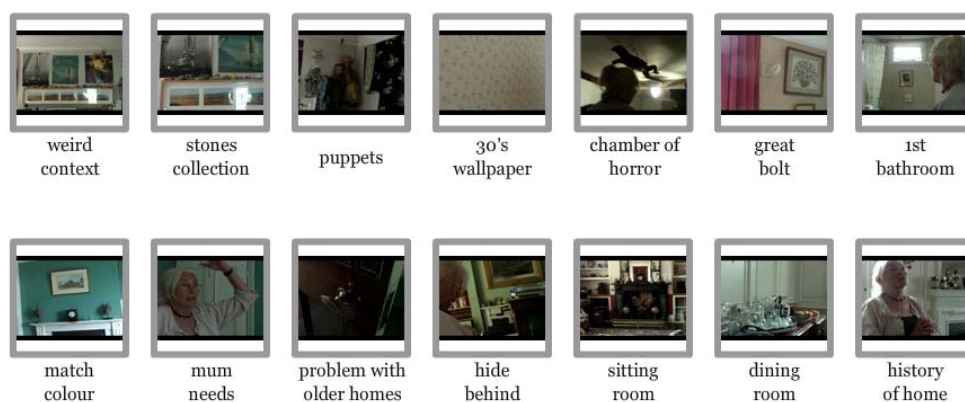 weird
context
stones
collection
puppets
30's
wallpaper
chamber of
horror
great
bolt
1st
bathroom
match
colour
mum
needs
problem with
older homes
hide
behind
sitting
room
dining
room
history
of home